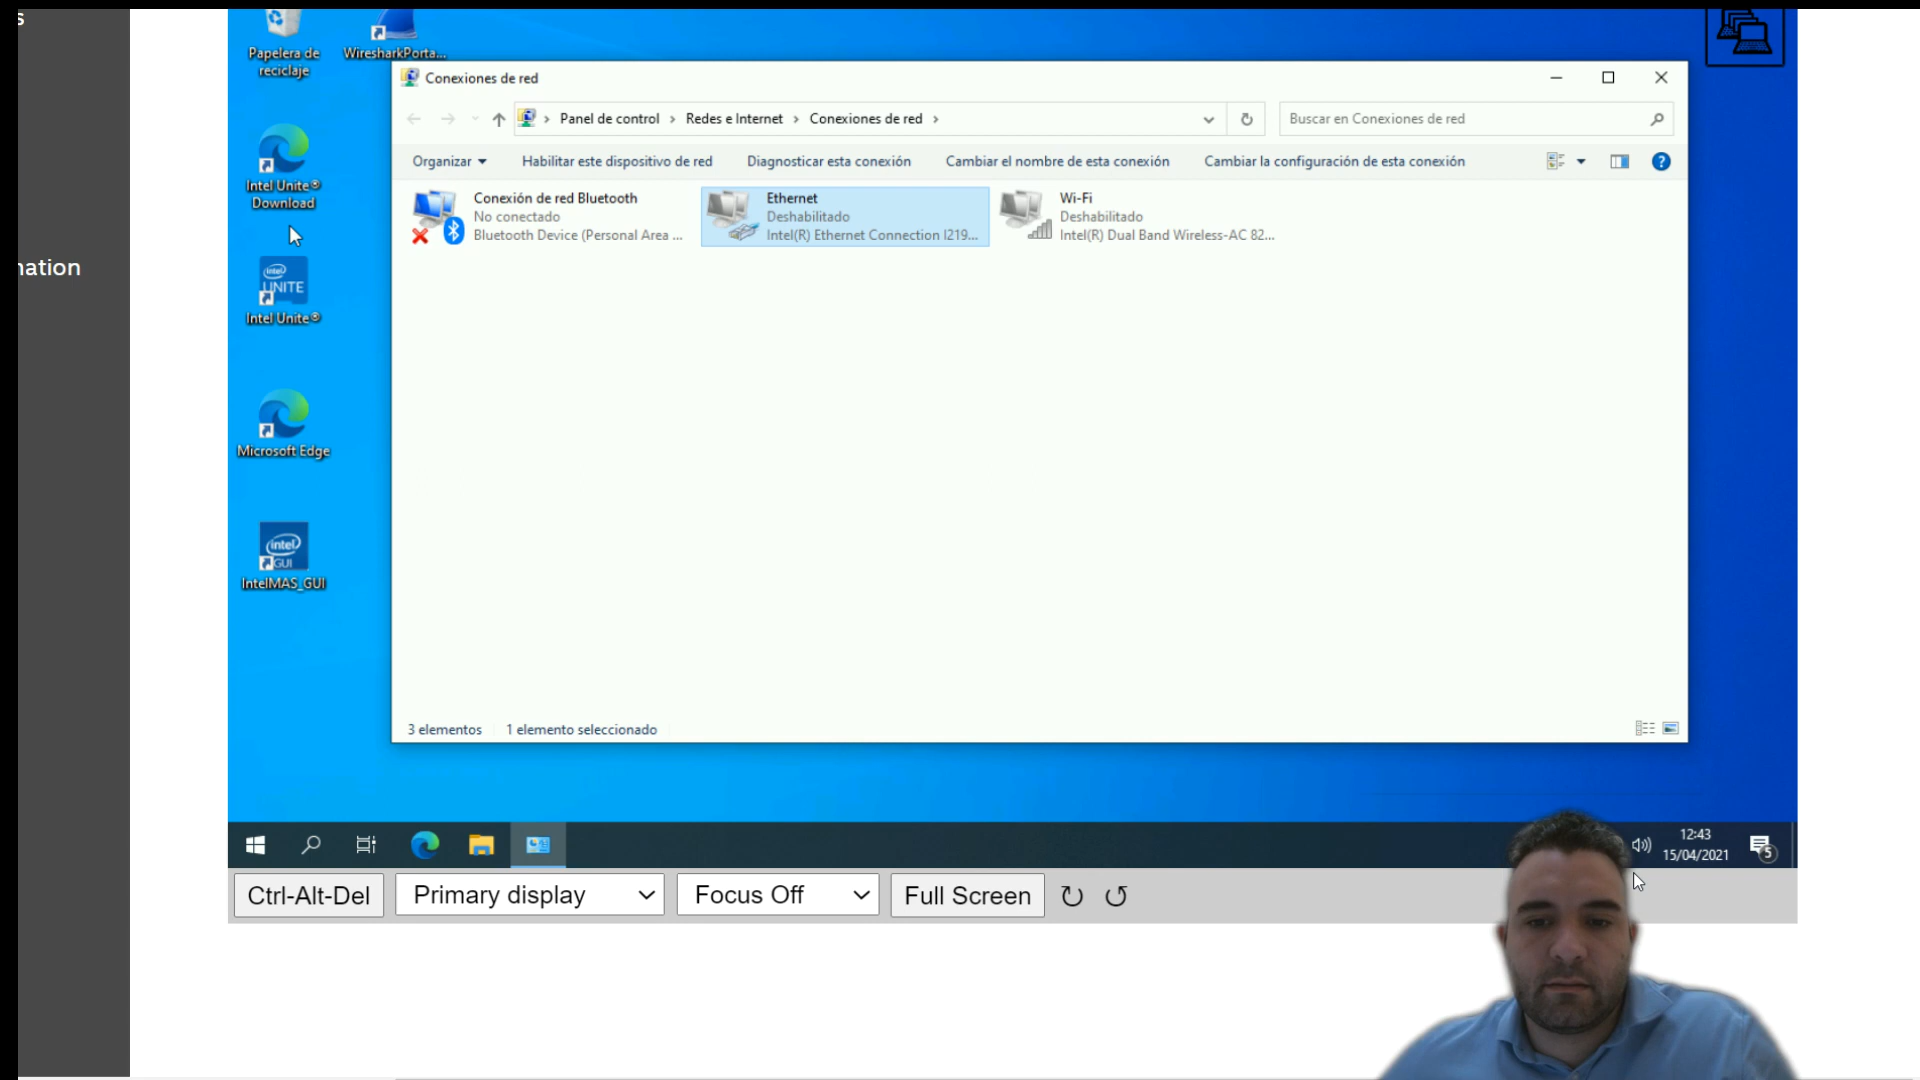 s
Papelera de
reciclaje
WiresharkPorta...
Conexiones de red
Panel de control > Redes e Internet > Conexiones de red >
Buscar en Conexiones de red
Organizar
Habilitar este dispositivo de red
Diagnosticar esta conexión
Cambiar el nombre de esta conexión
Cambiar la configuración de esta conexión
Conexión de red Bluetooth
No conectado
Bluetooth Device (Personal Area ...
Ethernet
Deshabilitado
Intel(R) Ethernet Connection I219...
Wi-Fi
Deshabilitado
Intel(R) Dual Band Wireless-AC 82...
Intel Unite®
Download
nation
intel
UNITE
Intel Unite®
Microsoft Edge
intel
GUI
IntelMAS_GUI
3 elementos
1 elemento seleccionado
12:43
15/04/2021
5
Ctrl-Alt-Del
Primary display
Focus Off
Full Screen